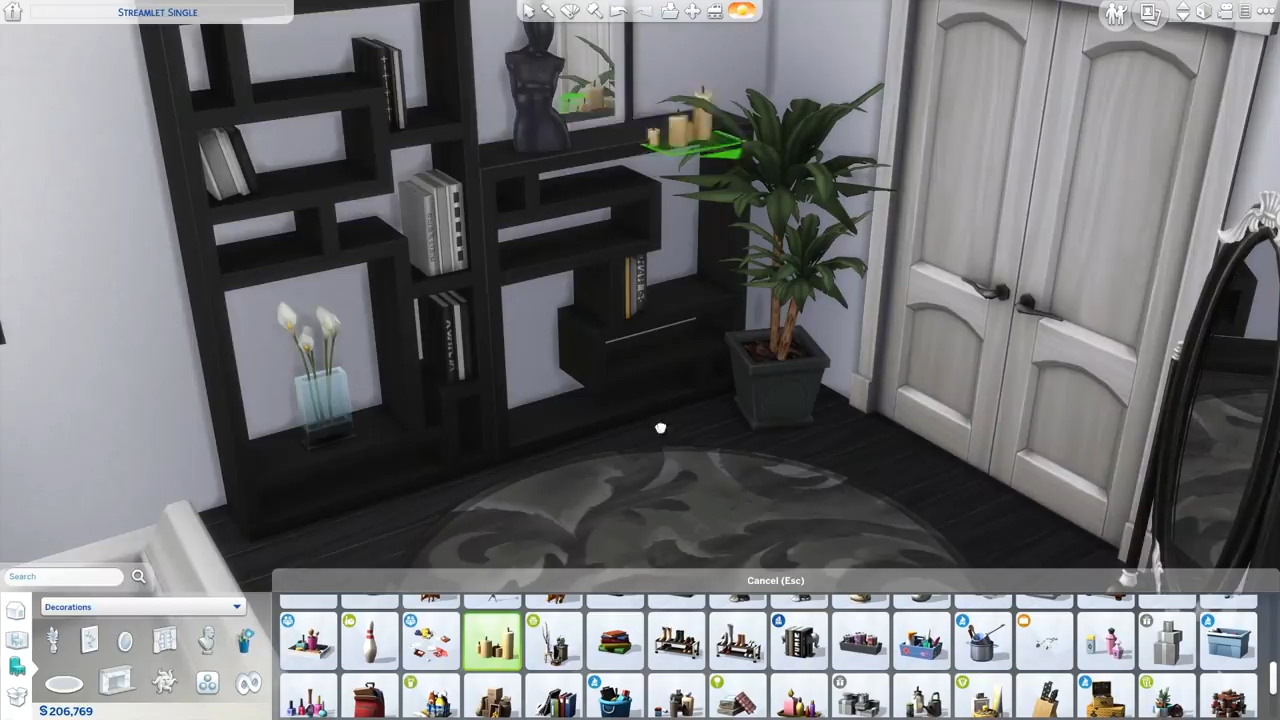 STREAMLET SINGLE
Cancel (Esc)
Search
Decorations
$206,769